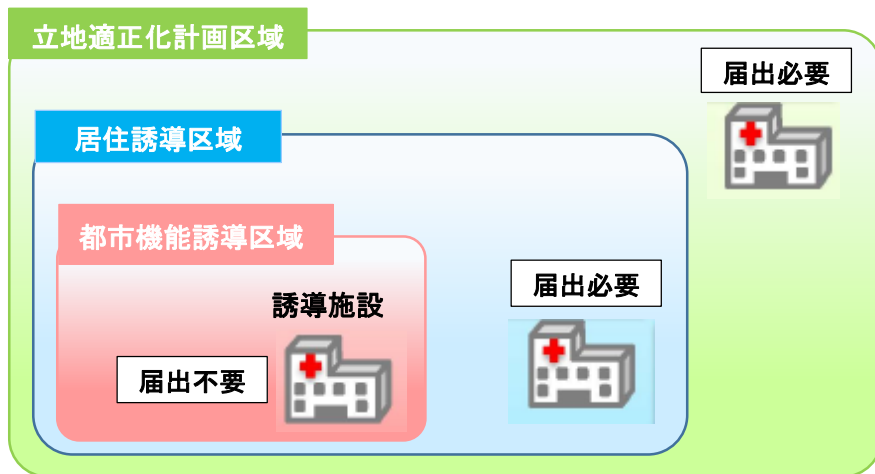 立地適正化計画区域
届出必要
居住誘導区域
都市機能誘導区域
届出必要
誘導施設
届出不要